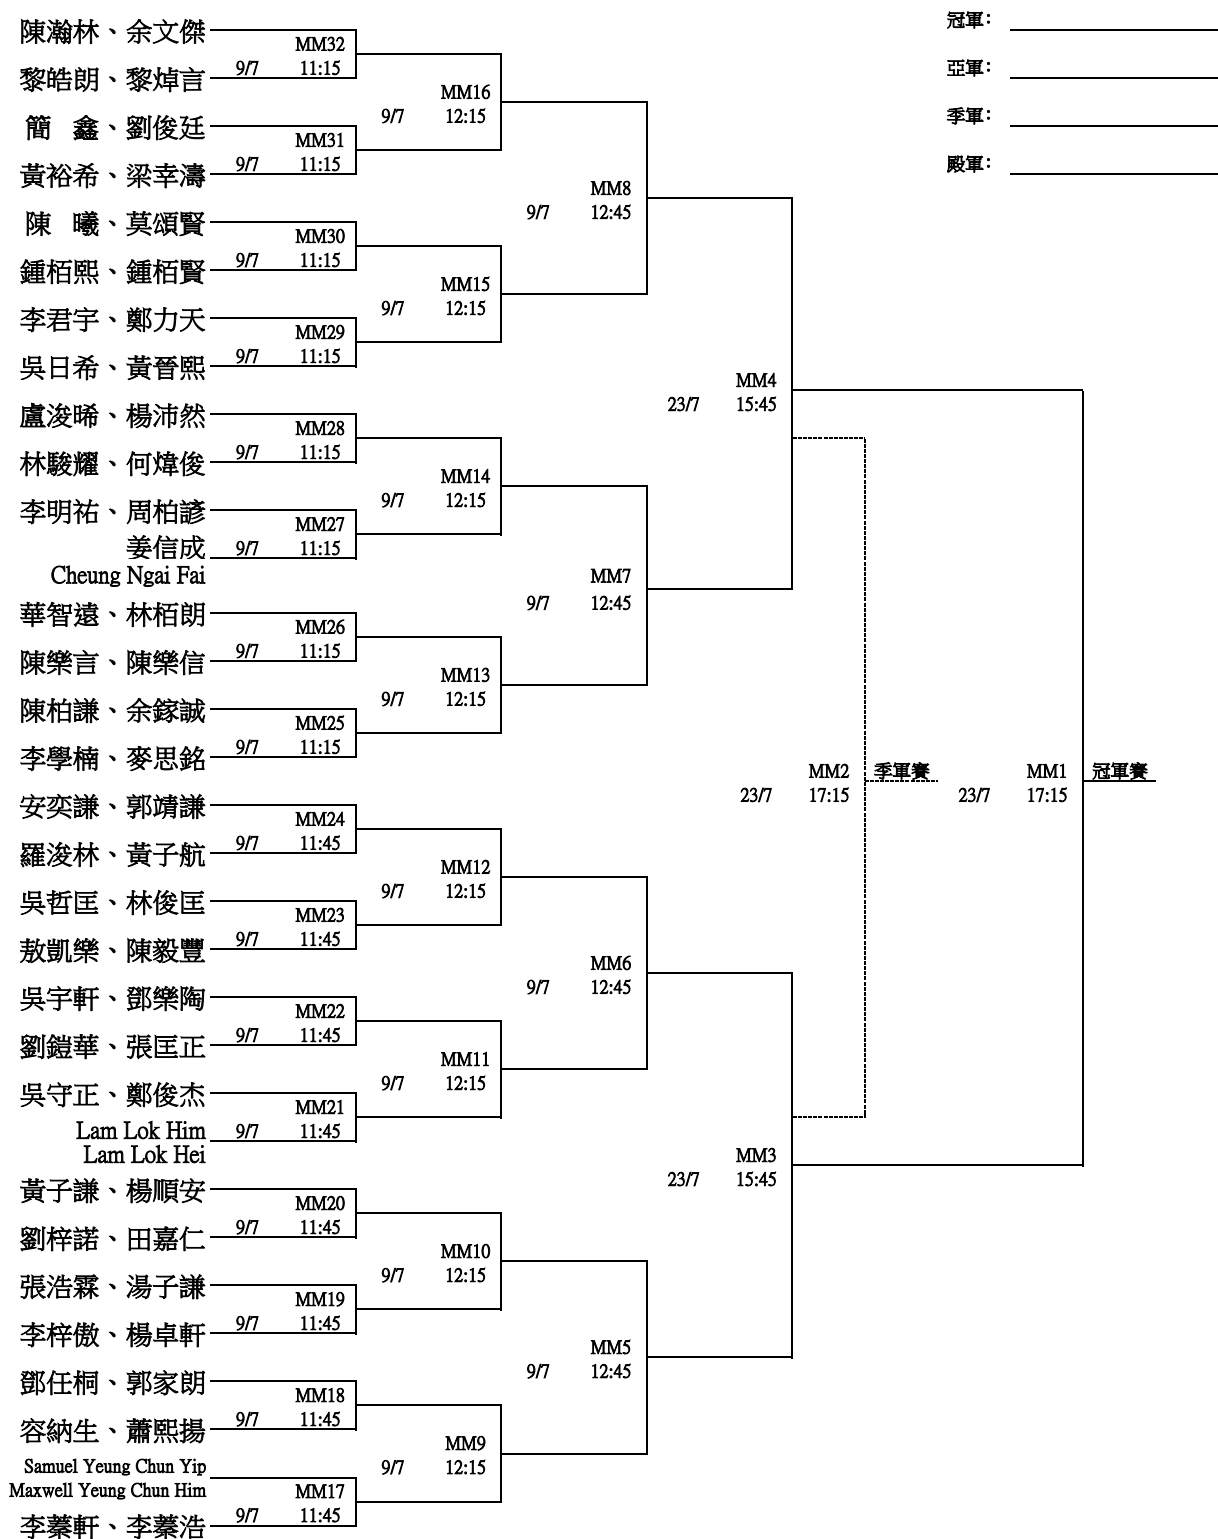 冠軍：
亞軍：
季軍：
殿軍：
陳瀚林、余文傑
MM32
9/7 11:15
黎皓朗、黎焯言
MM16
9/7 12:15
簡 鑫、劉俊廷
MM31
9/7 11:15
黃裕希、梁幸濤
MM8
9/7 12:45
陳 曦、莫頌賢
MM30
9/7 11:15
鍾栢熙、鍾栢賢
MM15
9/7 12:15
李君宇、鄭力天
MM29
9/7 11:15
吳日希、黃晉熙
MM4
23/7 15:45
盧浚晞、楊沛然
MM28
9/7 11:15
林駿耀、何煒俊
MM14
9/7 12:15
李明祐、周柏諺
MM27
9/7 11:15
姜信成
Cheung Ngai Fai
MM7
9/7 12:45
華智遠、林栢朗
MM26
9/7 11:15
陳樂言、陳樂信
MM13
9/7 12:15
陳柏謙、余鎵誠
MM25
9/7 11:15
李學楠、麥思銘
MM2 季軍賽
23/7 17:15
MM1 冠軍賽
23/7 17:15
安奕謙、郭靖謙
MM24
9/7 11:45
羅浚林、黃子航
MM12
9/7 12:15
吳哲匡、林俊匡
MM23
9/7 11:45
敖凱樂、陳毅豐
MM6
9/7 12:45
吳宇軒、鄧樂陶
MM22
9/7 11:45
劉鎧華、張匡正
MM11
9/7 12:15
吳守正、鄭俊杰
MM21
9/7 11:45
Lam Lok Him
Lam Lok Hei
MM3
23/7 15:45
黃子謙、楊順安
MM20
9/7 11:45
劉梓諾、田嘉仁
MM10
9/7 12:15
張浩霖、湯子謙
MM19
9/7 11:45
李梓傲、楊卓軒
MM5
9/7 12:45
鄧任桐、郭家朗
MM18
9/7 11:45
容納生、蕭熙揚
MM9
9/7 12:15
Samuel Yeung Chun Yip
Maxwell Yeung Chun Him
MM17
9/7 11:45
李蓁軒、李蓁浩